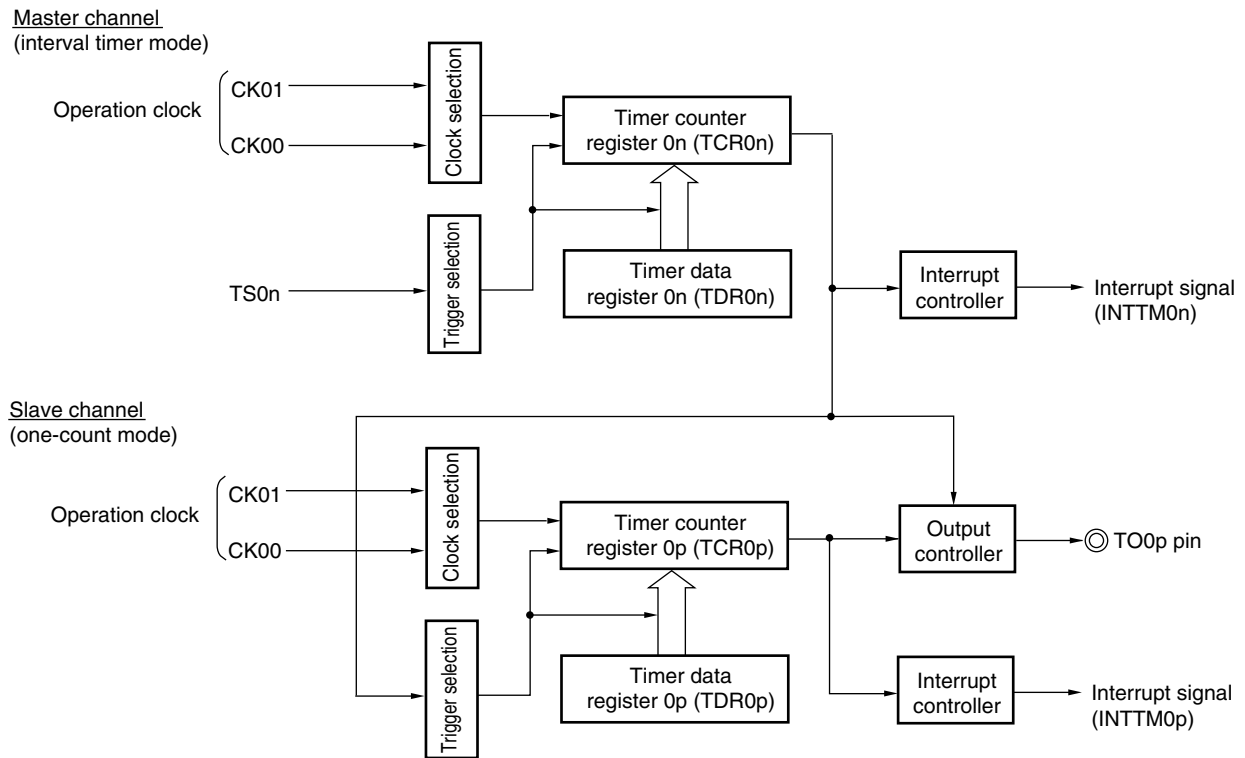 Master channel
(interval timer mode)
Operation clock
CK01
CK00
Clock selection
Timer counter
register 0n (TCR0n)
TS0n
Trigger selection
Timer data
register 0n (TDR0n)
Interrupt
controller
Interrupt signal
(INTTM0n)
Slave channel
(one-count mode)
Operation clock
CK01
CK00
Clock selection
Timer counter
register 0p (TCR0p)
Output
controller
TO0p pin
Trigger selection
Timer data
register 0p (TDR0p)
Interrupt
controller
Interrupt signal
(INTTM0p)